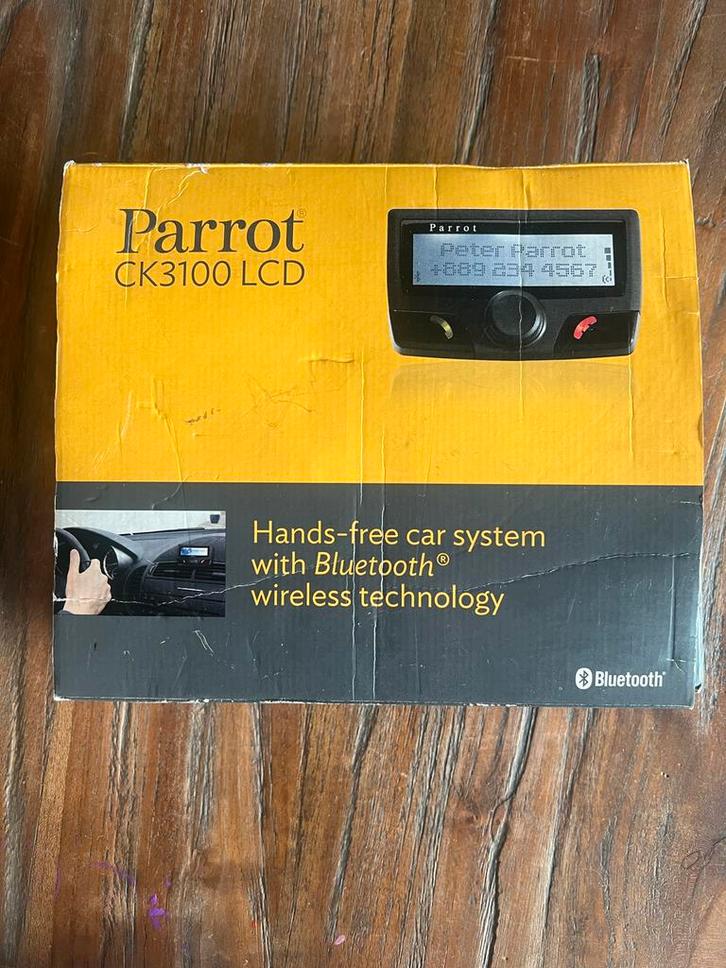 Parrot®
CK3100 LCD
Parrot
Peter Parrot
+889 234 4567
Hands-free car system
with Bluetooth®
wireless technology
Bluetooth®